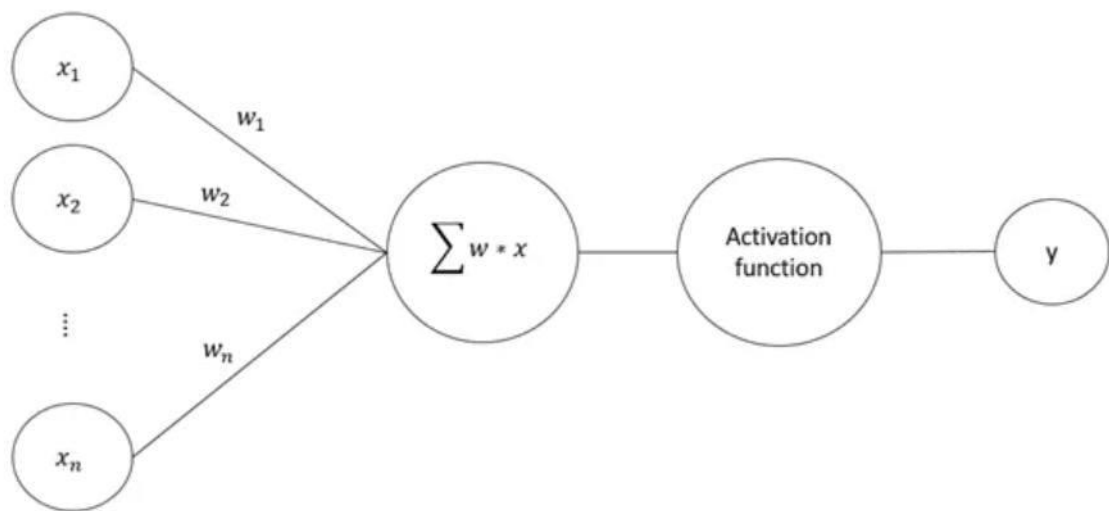 x₁
w₁
x₂
w₂
∑ w * x
Activation
function
y
⁞
wₙ
xₙ